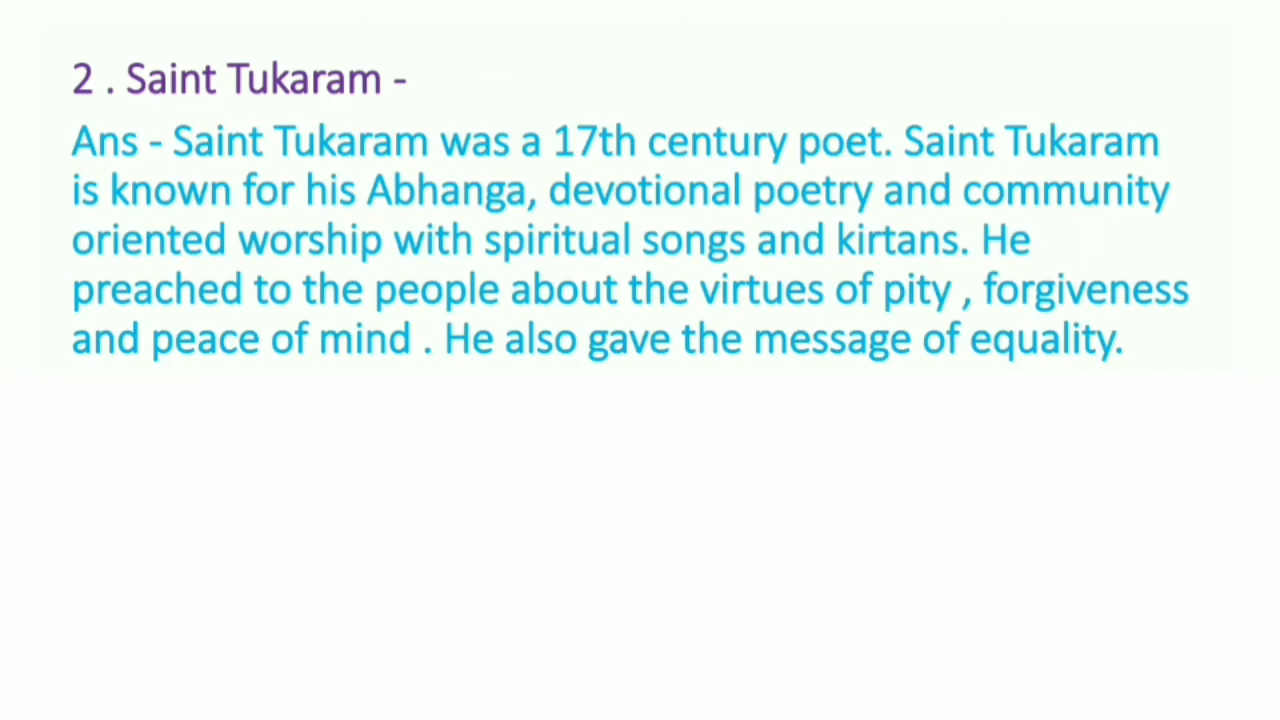 2 . Saint Tukaram -
Ans - Saint Tukaram was a 17th century poet. Saint Tukaram
is known for his Abhanga, devotional poetry and community
oriented worship with spiritual songs and kirtans. He
preached to the people about the virtues of pity , forgiveness
and peace of mind . He also gave the message of equality.